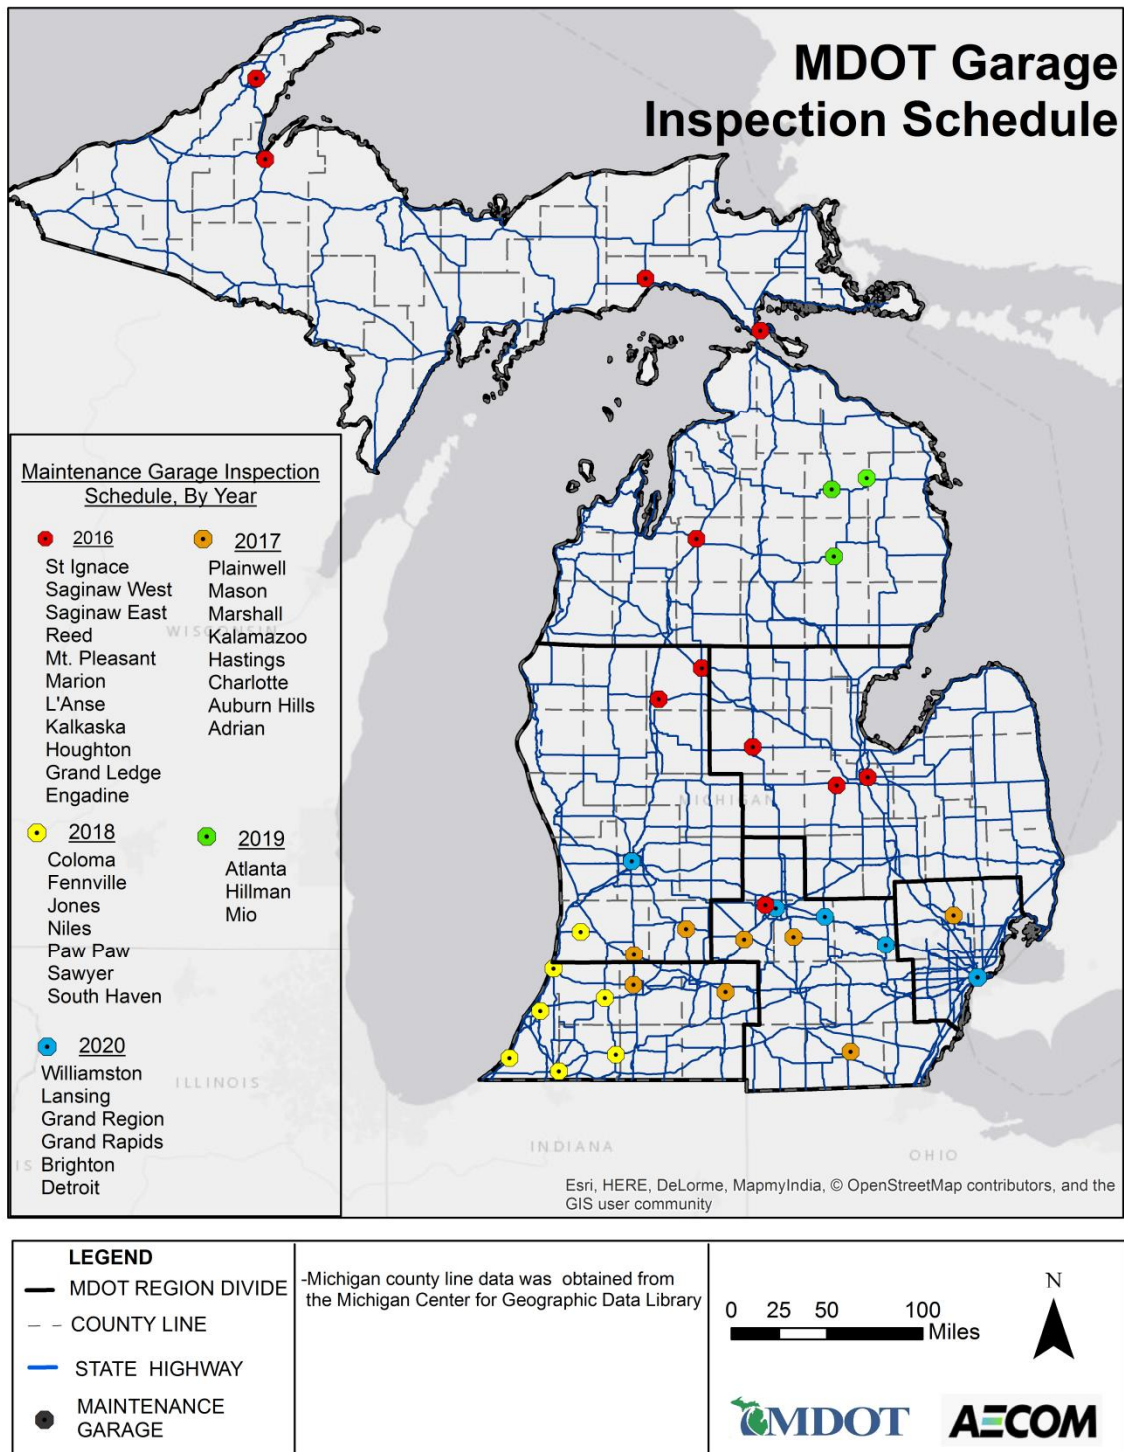 MDOT Garage
Inspection Schedule
Maintenance Garage Inspection
Schedule, By Year
2016
St Ignace
Saginaw West
Saginaw East
Reed
Mt. Pleasant
Marion
L'Anse
Kalkaska
Houghton
Grand Ledge
Engadine
2017
Plainwell
Mason
Marshall
Kalamazoo
Hastings
Charlotte
Auburn Hills
Adrian
2018
Coloma
Fennville
Jones
Niles
Paw Paw
Sawyer
South Haven
2019
Atlanta
Hillman
Mio
2020
Williamston
Lansing
Grand Region
Grand Rapids
Brighton
Detroit
WISCONSIN
MICHIGAN
ILLINOIS
INDIANA
OHIO
IS
Esri, HERE, DeLorme, MapmyIndia, © OpenStreetMap contributors, and the
GIS user community
LEGEND
MDOT REGION DIVIDE
COUNTY LINE
STATE HIGHWAY
MAINTENANCE
GARAGE
-Michigan county line data was obtained from
the Michigan Center for Geographic Data Library
0 25 50 100
Miles
N
MDOT
AECOM